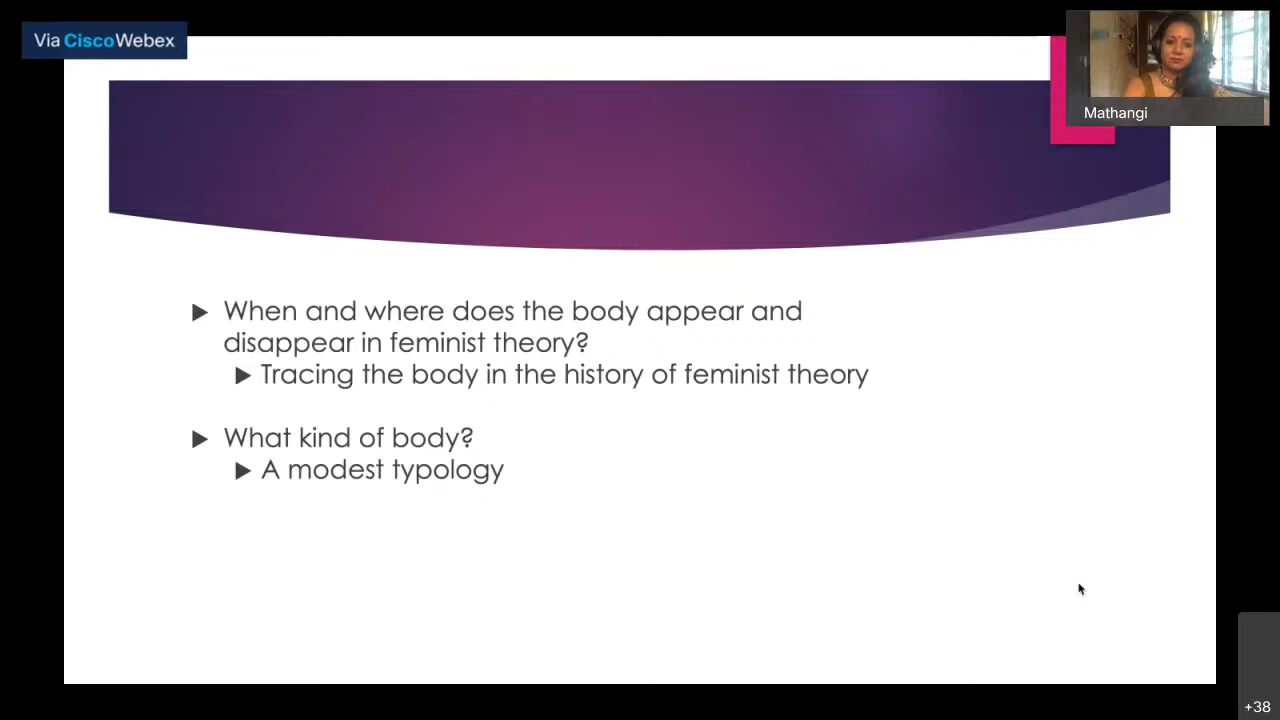 Via CiscoWebex
Mathangi
When and where does the body appear and
disappear in feminist theory?
Tracing the body in the history of feminist theory
What kind of body?
A modest typology
+38